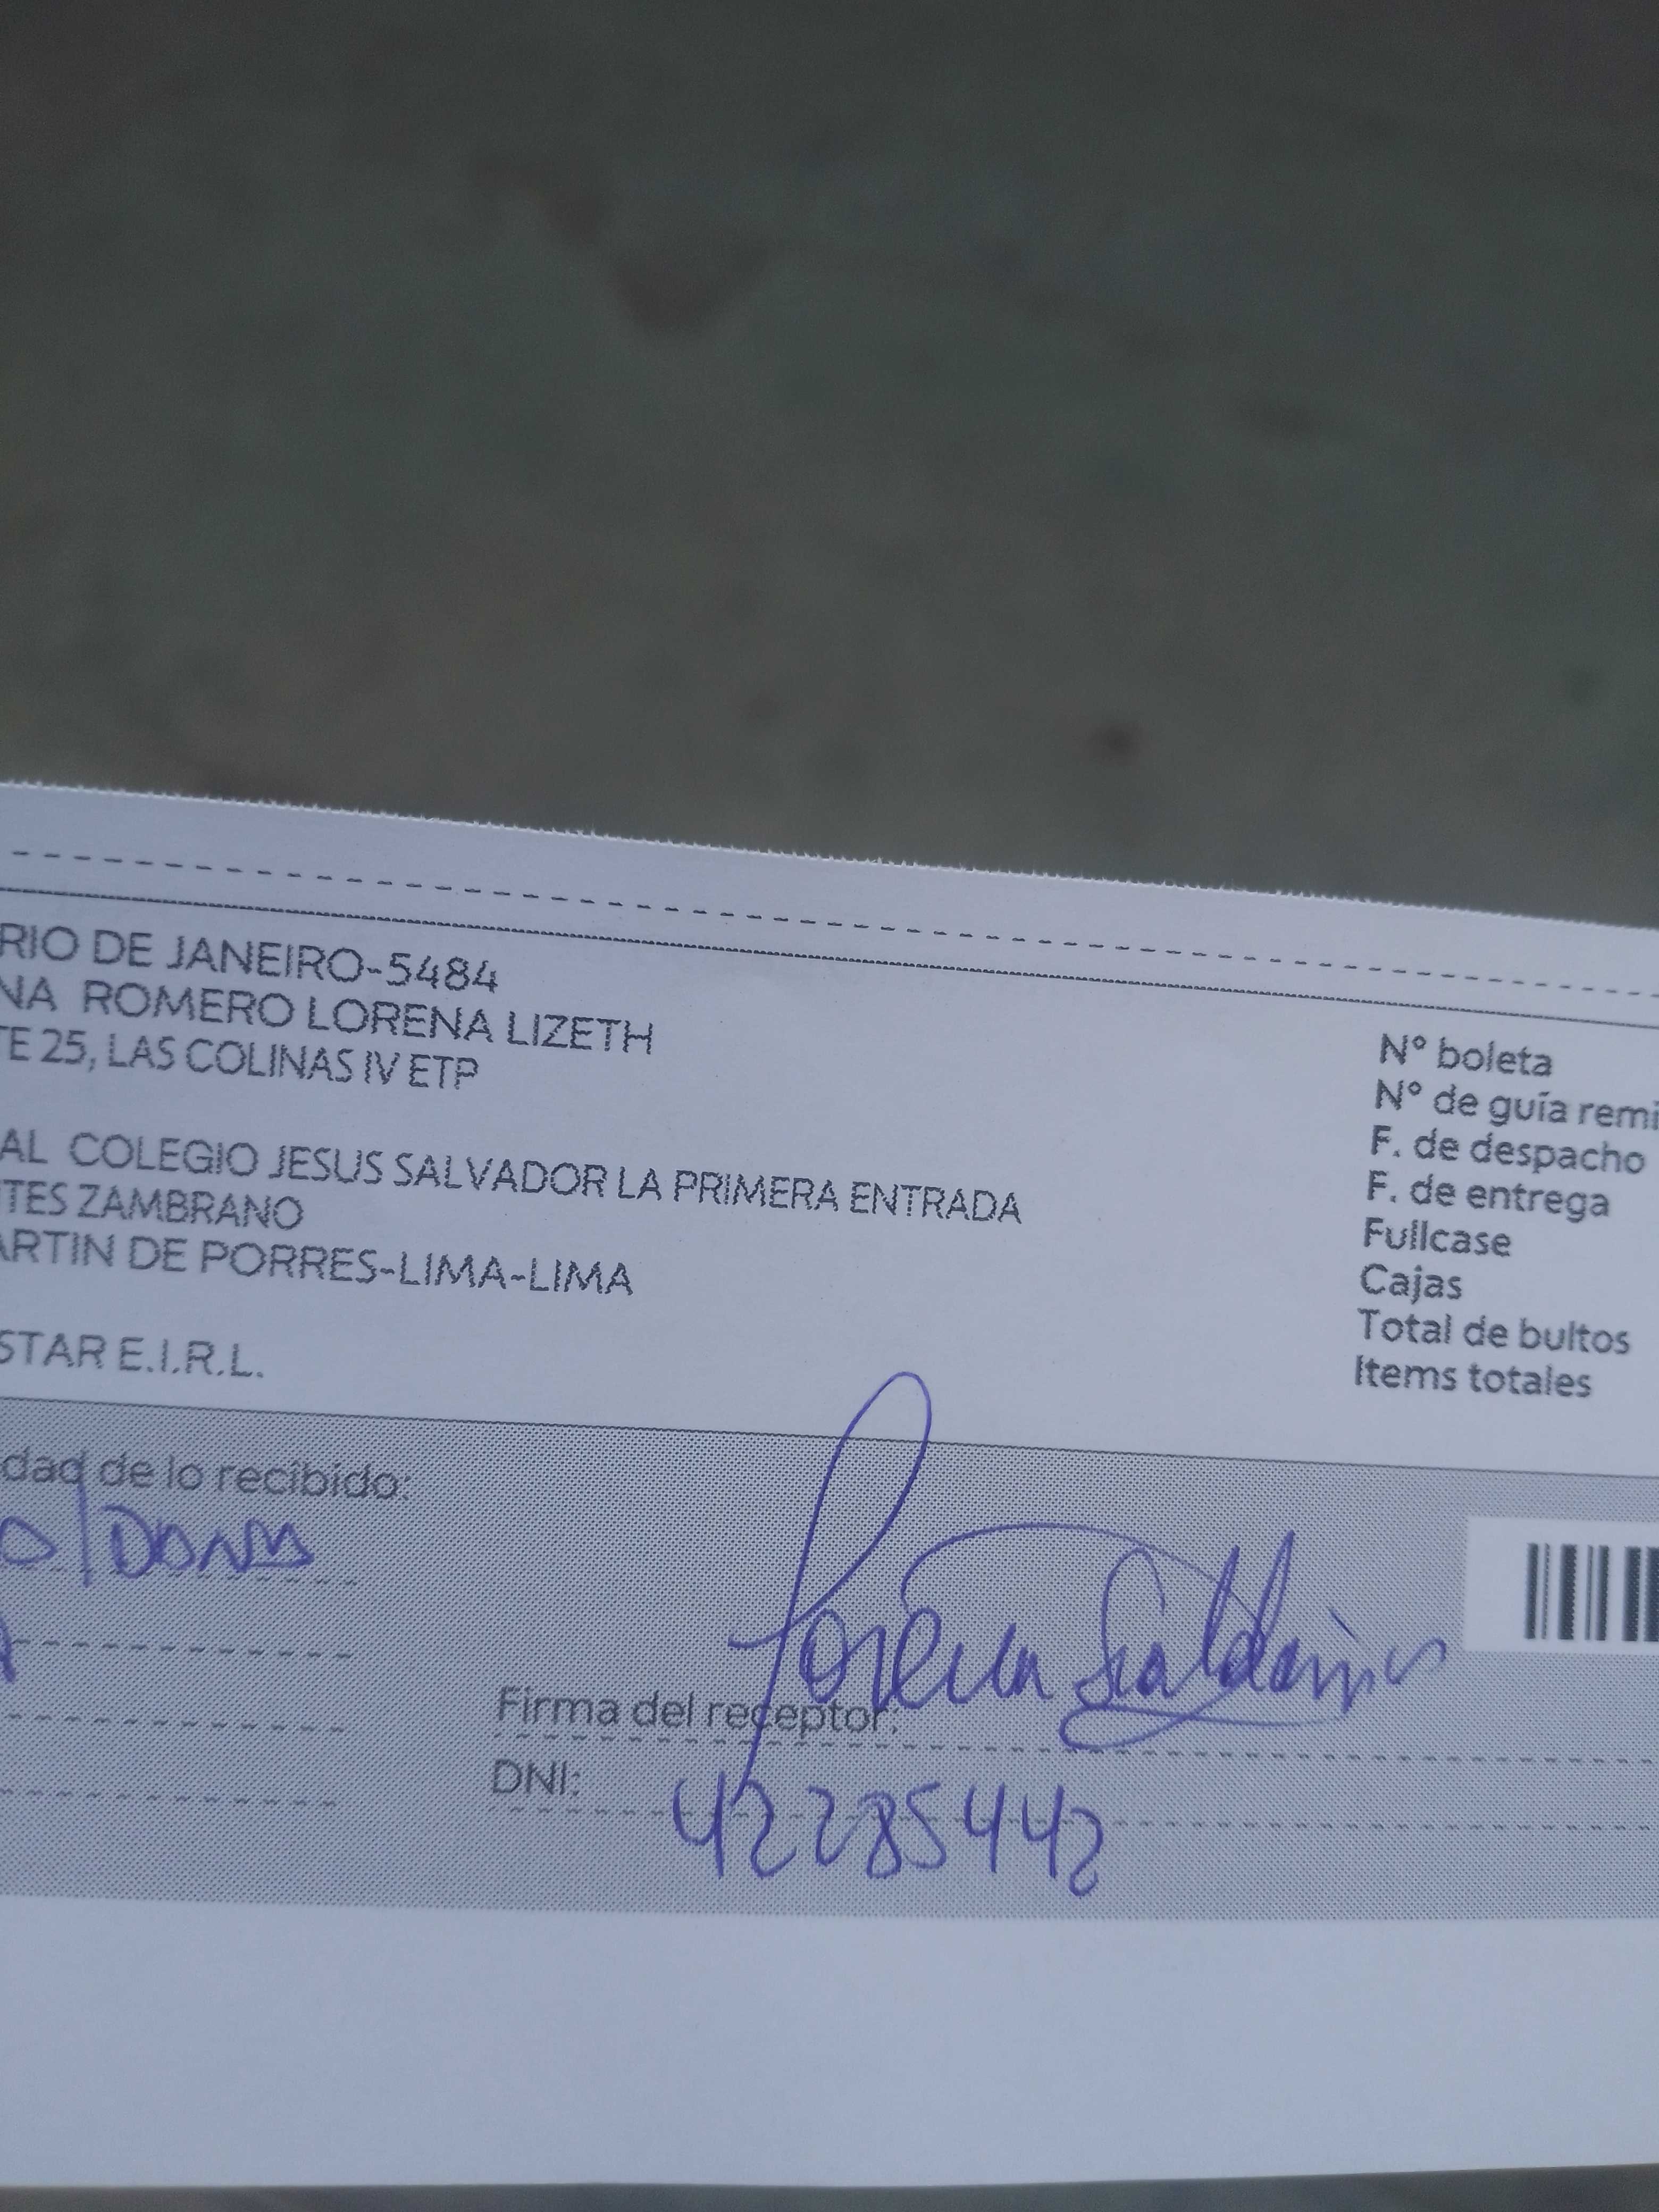 RIO DE JANEIRO-5484
NA ROMERO LORENA LIZETH
TE 25, LAS COLINAS IV ETP
AL COLEGIO JESUS SALVADOR LA PRIMERA ENTRADA
TES ZAMBRANO
ARTIN DE PORRES-LIMA-LIMA
STAR E.I.R.L.
N° boleta
N° de guía remi
F. de despacho
F. de entrega
Fullcase
Cajas
Total de bultos
Items totales
dad de lo recibido:
Lorena
Firma del receptor:
DNI: 42285442